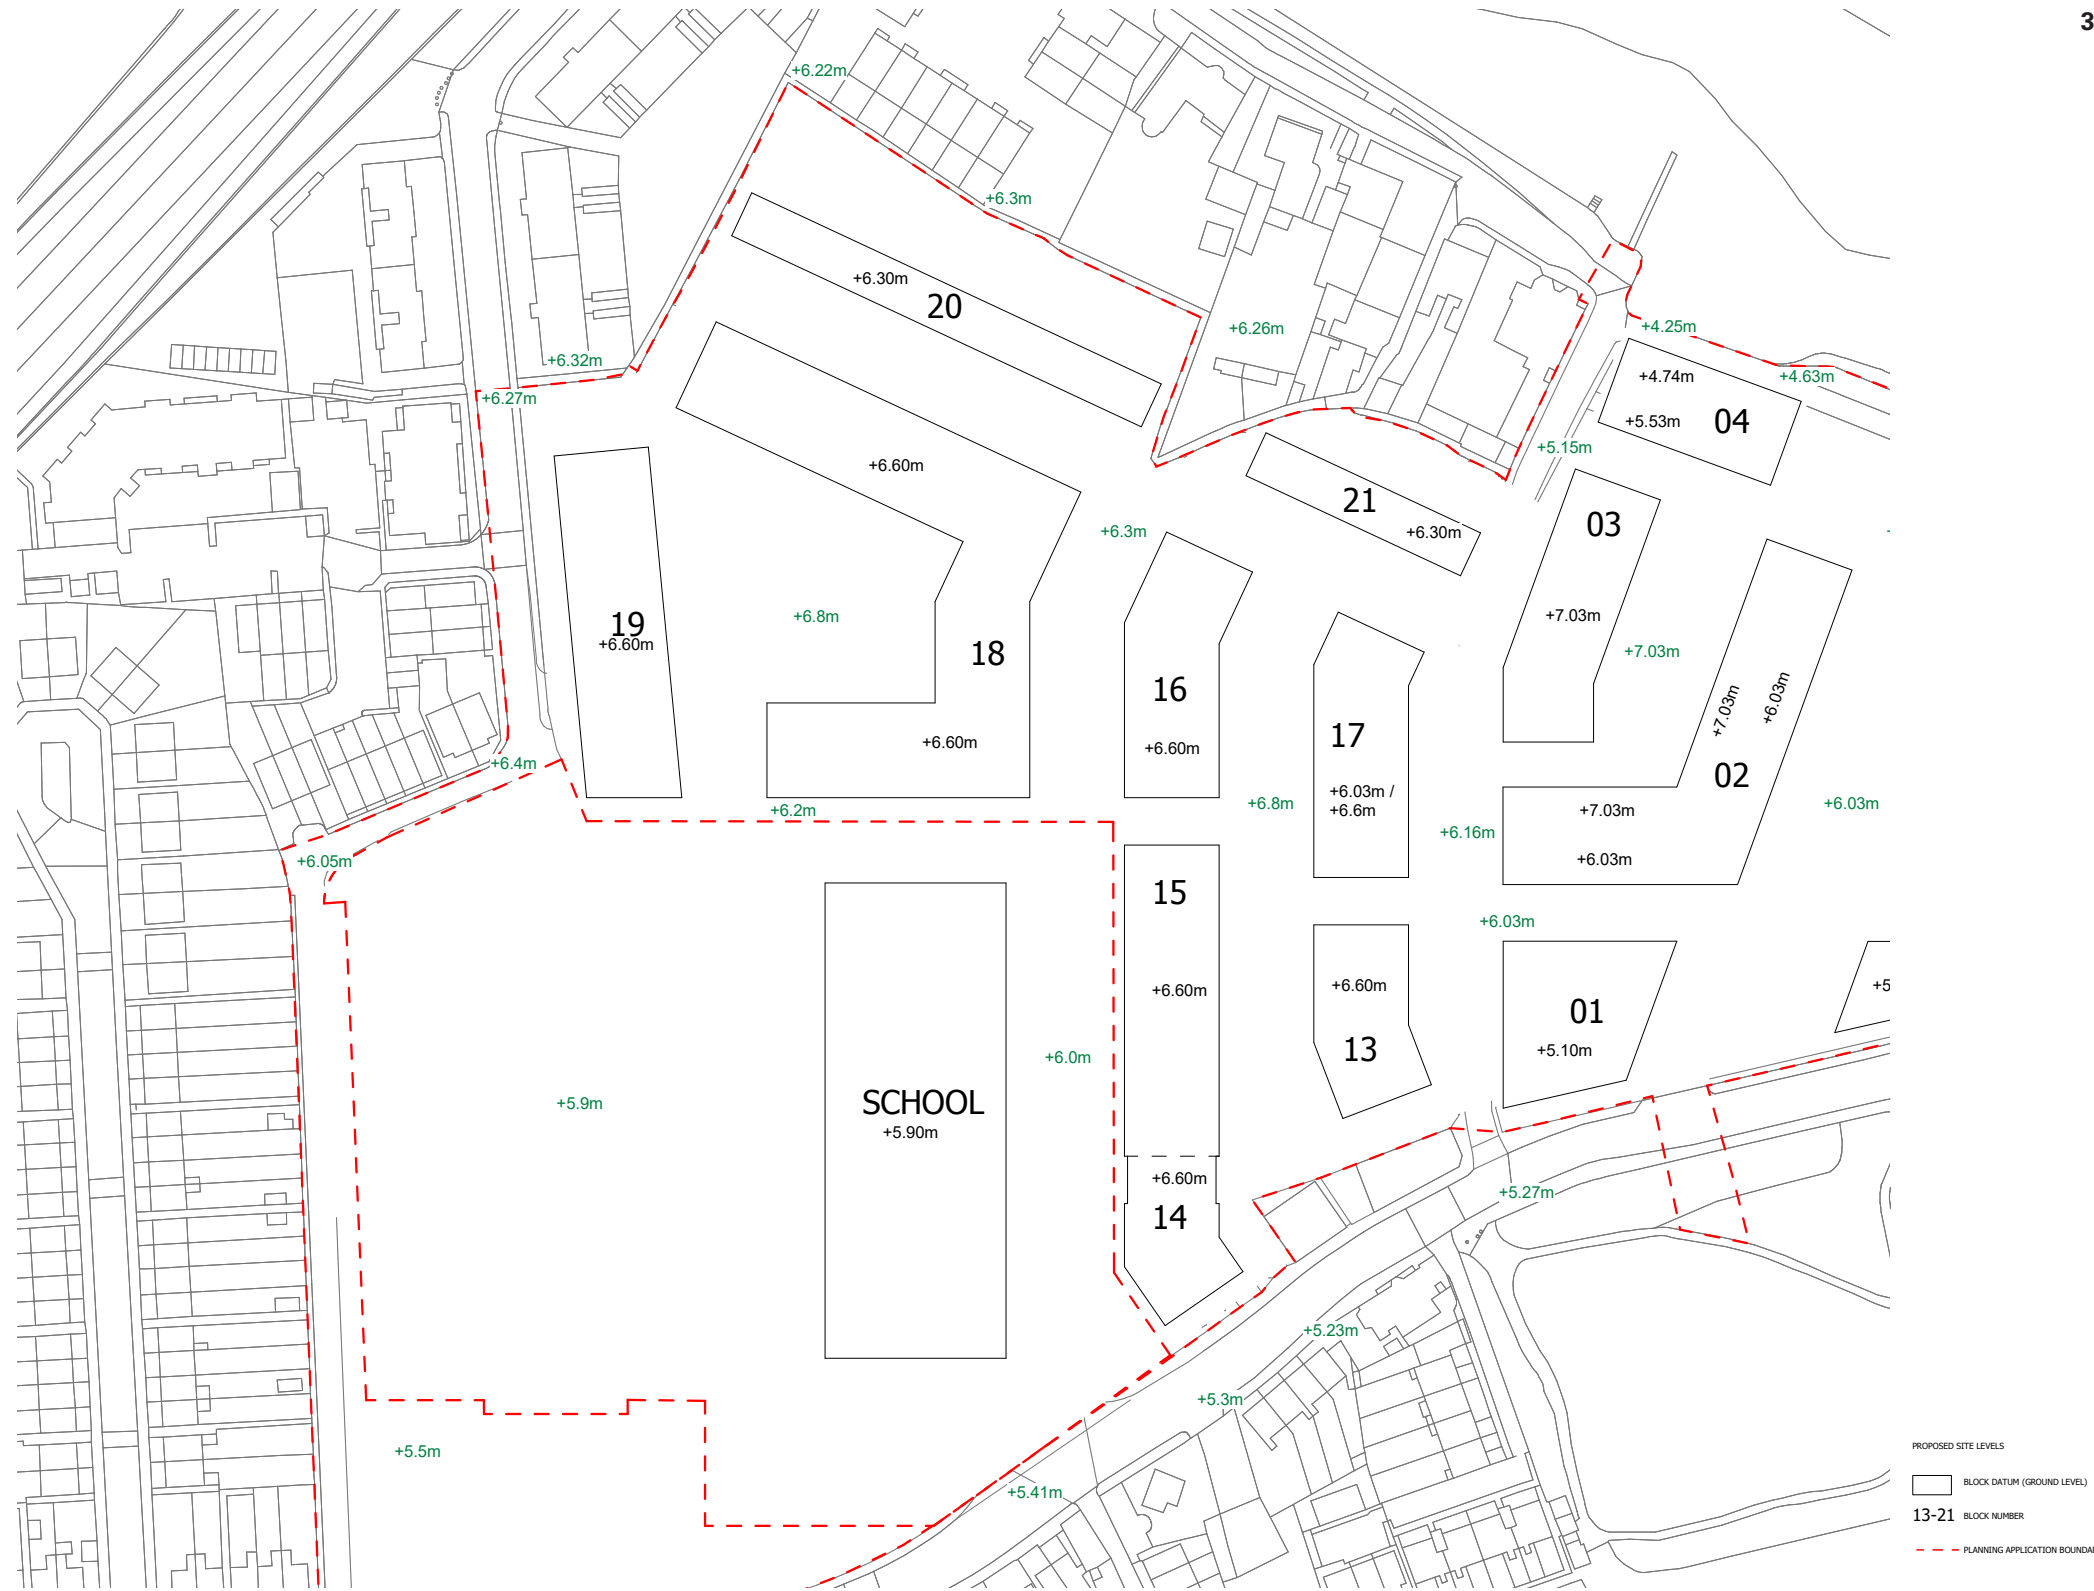 3
+6.22m
+6.3m
+6.30m
20
+6.26m
+4.25m
+6.32m
+6.27m
+4.74m
+4.63m
+5.53m
04
+5.15m
+6.60m
21
+6.30m
03
+6.3m
19
+6.60m
+6.8m
18
+7.03m
+7.03m
16
+7.03m
+6.03m
17
+6.60m
+6.60m
02
+6.4m
+6.2m
+6.8m
+6.03m /
+6.6m
+7.03m
+6.03m
+6.16m
+6.03m
+6.05m
15
+6.03m
+6.60m
+6.60m
+5
01
13
+5.10m
+6.0m
+5.9m
SCHOOL
+5.90m
+6.60m
14
+5.27m
+5.23m
+5.3m
+5.5m
+5.41m
PROPOSED SITE LEVELS
BLOCK DATUM (GROUND LEVEL)
13-21 BLOCK NUMBER
PLANNING APPLICATION BOUNDAR